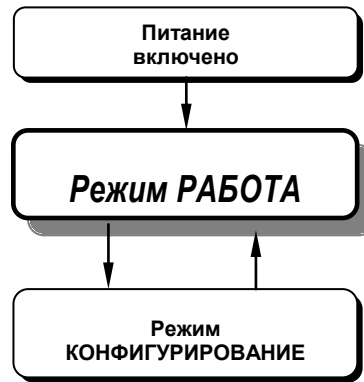 Питание
включено
Режим РАБОТА
Режим
КОНФИГУРИРОВАНИЕ